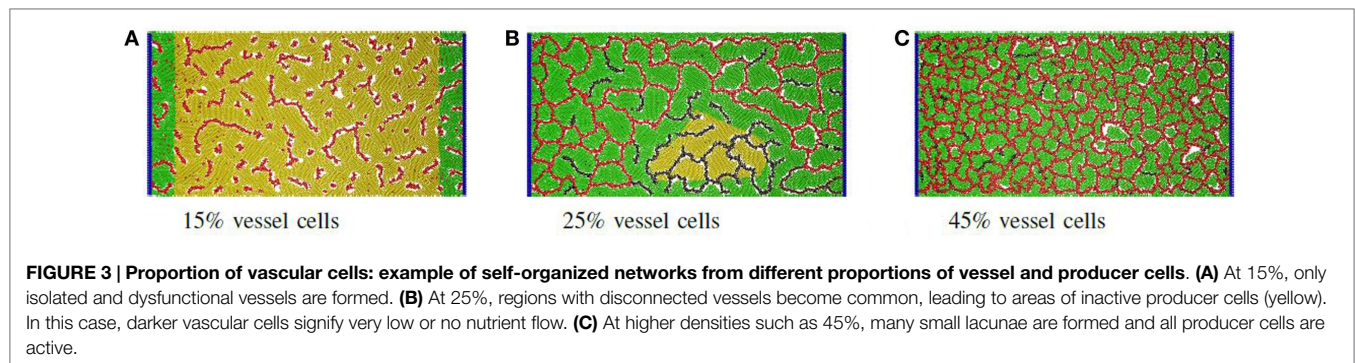 A B C
15% vessel cells 25% vessel cells 45% vessel cells
FIGURE 3 | Proportion of vascular cells: example of self-organized networks from different proportions of vessel and producer cells. (A) At 15%, only
isolated and dysfunctional vessels are formed. (B) At 25%, regions with disconnected vessels become common, leading to areas of inactive producer cells (yellow).
In this case, darker vascular cells signify very low or no nutrient flow. (C) At higher densities such as 45%, many small lacunae are formed and all producer cells are
active.